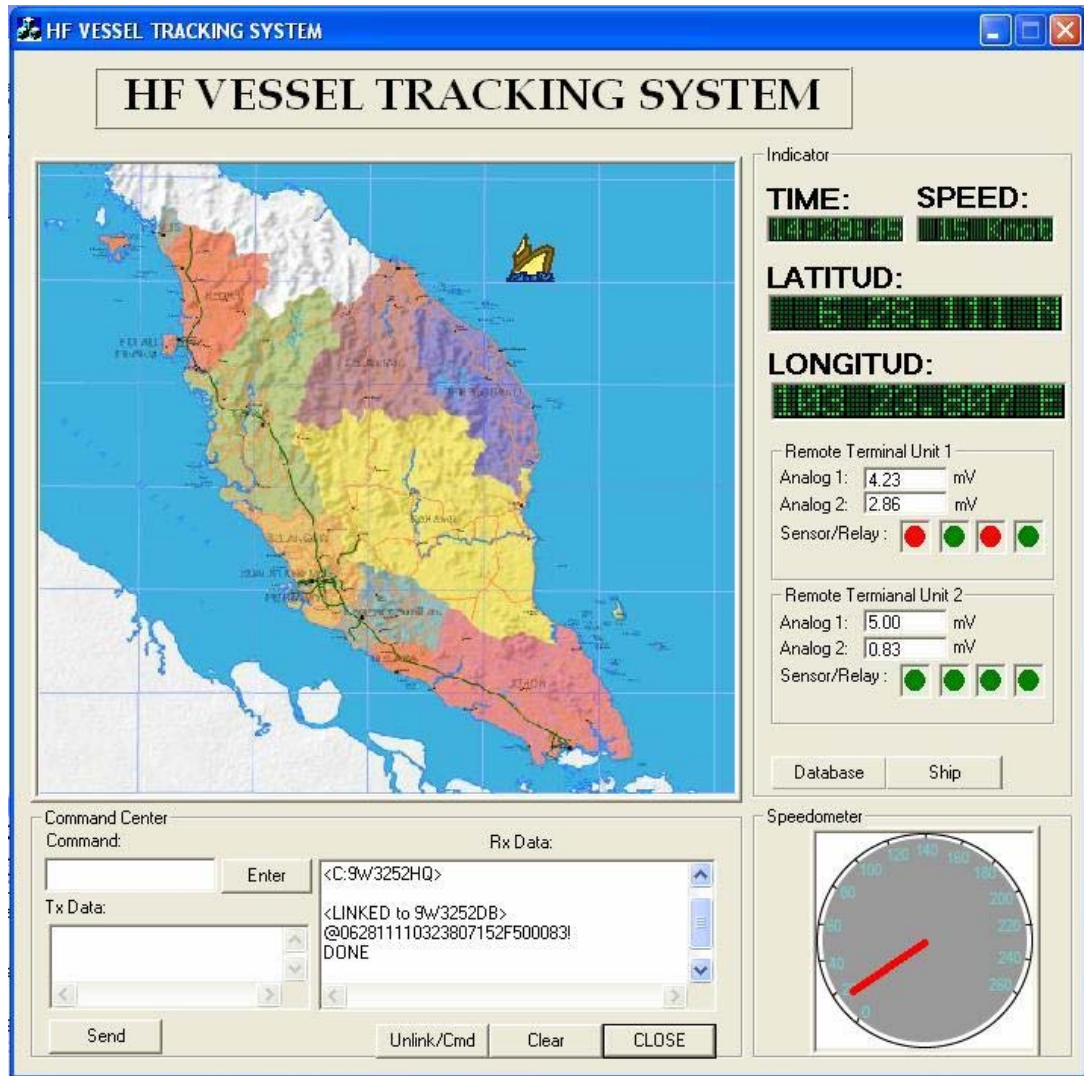 HF VESSEL TRACKING SYSTEM
HF VESSEL TRACKING SYSTEM
Indicator
TIME: SPEED:
14:29:45 15 Knot
LATITUD:
6 28.111 N
LONGITUD:
103 23.807 E
Remote Terminal Unit 1
Analog 1: 4.23 mV
Analog 2: 2.86 mV
Sensor/Relay :
Remote Termianal Unit 2
Analog 1: 5.00 mV
Analog 2: 0.83 mV
Sensor/Relay :
Database Ship
Command Center
Command:
Enter
Tx Data:
Send
Rx Data:
<C:9W3252HQ>
<LINKED to 9W3252DB>
@062811110323807152F500083!
DONE
Unlink/Cmd Clear CLOSE
Speedometer
0 20 40 60 80 100 120 140 160 180 200 220 240 260